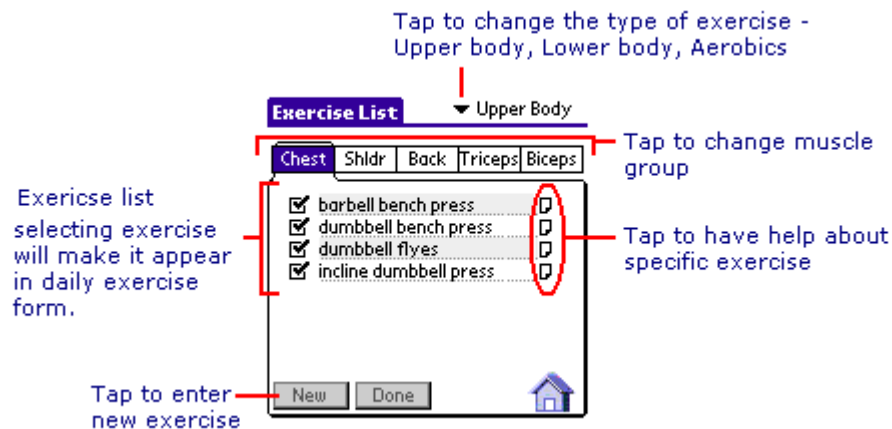 Tap to change the type of exercise -
Upper body, Lower body, Aerobics
Exercise List
Upper Body
Tap to change muscle
group
Chest Shldr Back Triceps Biceps
Exericse list
selecting exercise
will make it appear
in daily exercise
form.
barbell bench press
dumbbell bench press
dumbbell flyes
incline dumbbell press
Tap to have help about
specific exercise
Tap to enter
new exercise
New Done